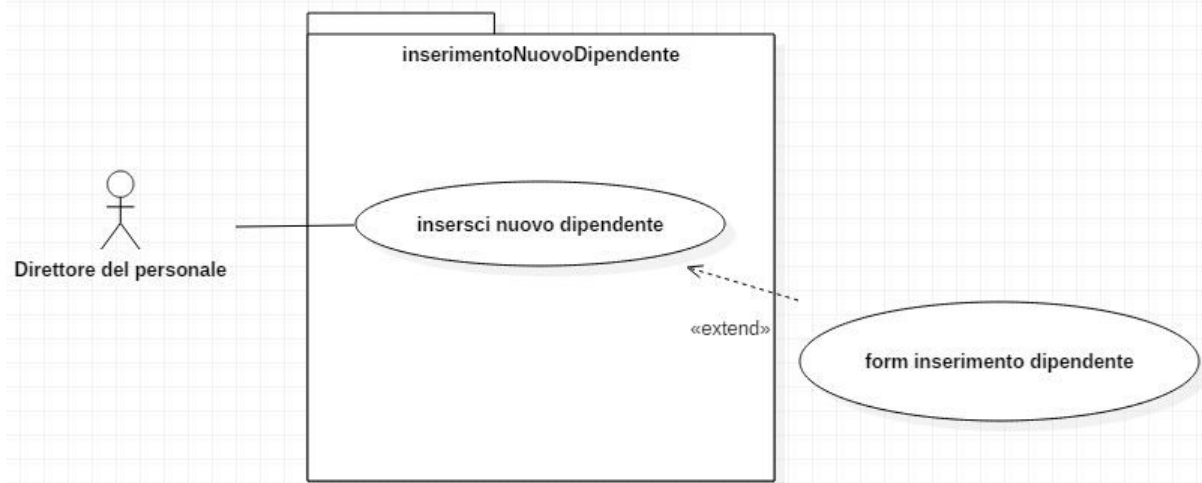 inserimentoNuovoDipendente
insersci nuovo dipendente
Direttore del personale
«extend»
form inserimento dipendente